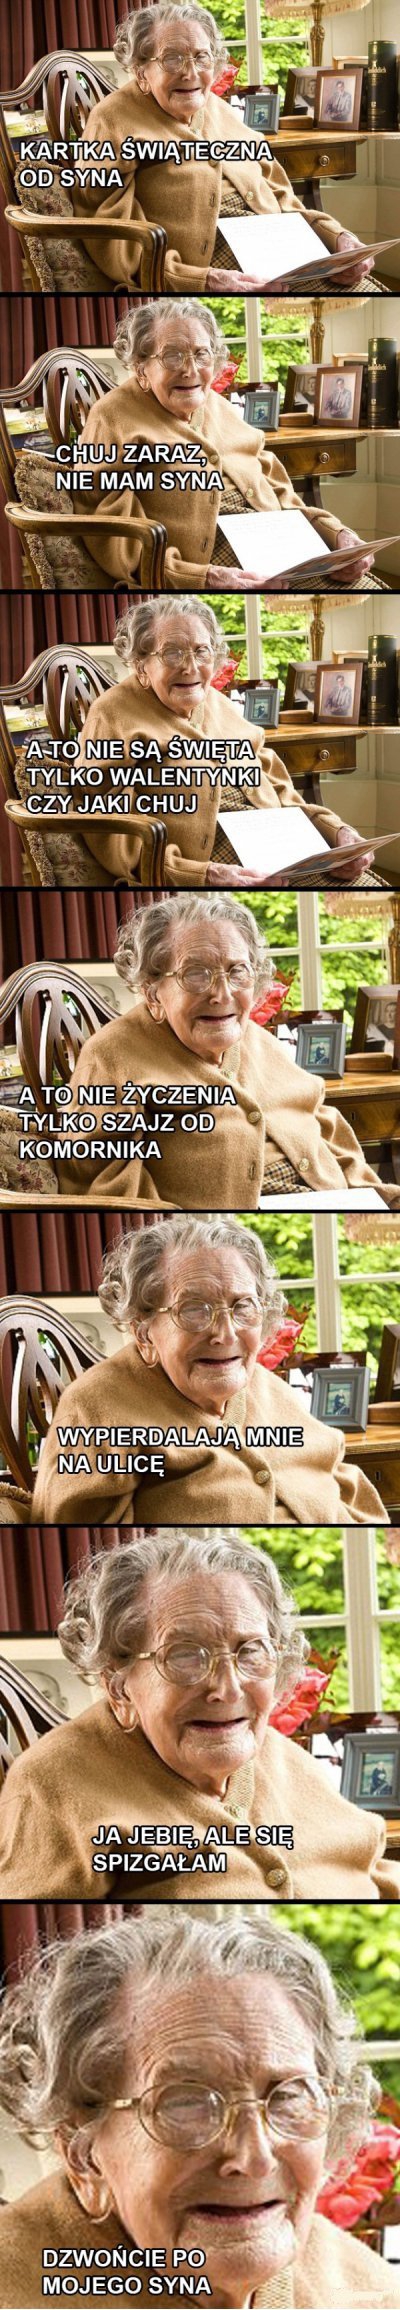 KARTKA ŚWIĄTECZNA
OD SYNA
CHUJ ZARAZ,
NIE MAM SYNA
A TO NIE SĄ ŚWIĘTA
TYLKO WALENTYNKI
CZY JAKI CHUJ
A TO NIE ŻYCZENIA
TYLKO SZAJZ OD
KOMORNIKA
WYPIERDALAJĄ MNIE
NA ULICĘ
JA JEBIĘ, ALE SIĘ
SPIZGAŁAM
DZWOŃCIE PO
MOJEGO SYNA